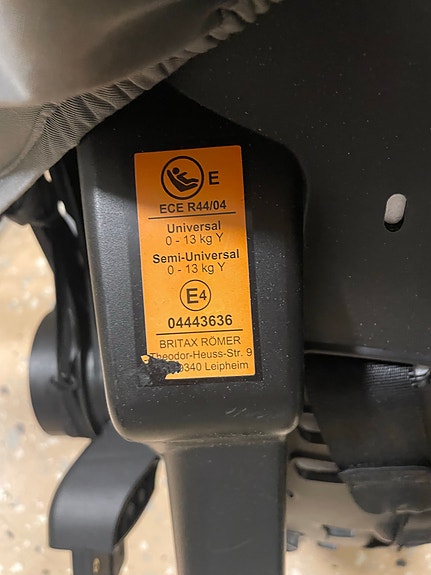 E
ECE R44/04
Universal
0 - 13 kg Y
Semi-Universal
0 - 13 kg Y
E4
04443636
BRITAX RÖMER
Theodor-Heuss-Str. 9
Leipheim